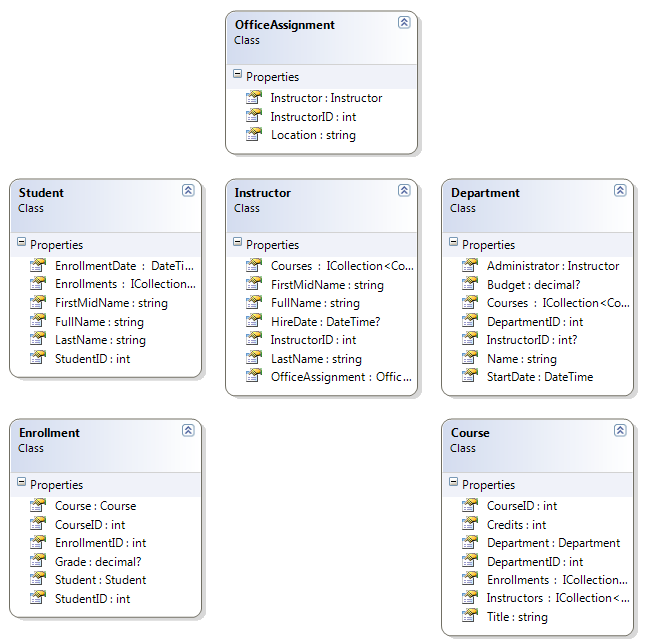 OfficeAssignment
Class
Properties
Instructor : Instructor
InstructorID : int
Location : string
Student
Class
Properties
EnrollmentDate : DateTi...
Enrollments : ICollection...
FirstMidName : string
FullName : string
LastName : string
StudentID : int
Instructor
Class
Properties
Courses : ICollection<Co...
FirstMidName : string
FullName : string
HireDate : DateTime?
InstructorID : int
LastName : string
OfficeAssignment : Offic...
Department
Class
Properties
Administrator : Instructor
Budget : decimal?
Courses : ICollection<Co...
DepartmentID : int
InstructorID : int?
Name : string
StartDate : DateTime
Enrollment
Class
Properties
Course : Course
CourseID : int
EnrollmentID : int
Grade : decimal?
Student : Student
StudentID : int
Course
Class
Properties
CourseID : int
Credits : int
Department : Department
DepartmentID : int
Enrollments : ICollection...
Instructors : ICollection<...
Title : string